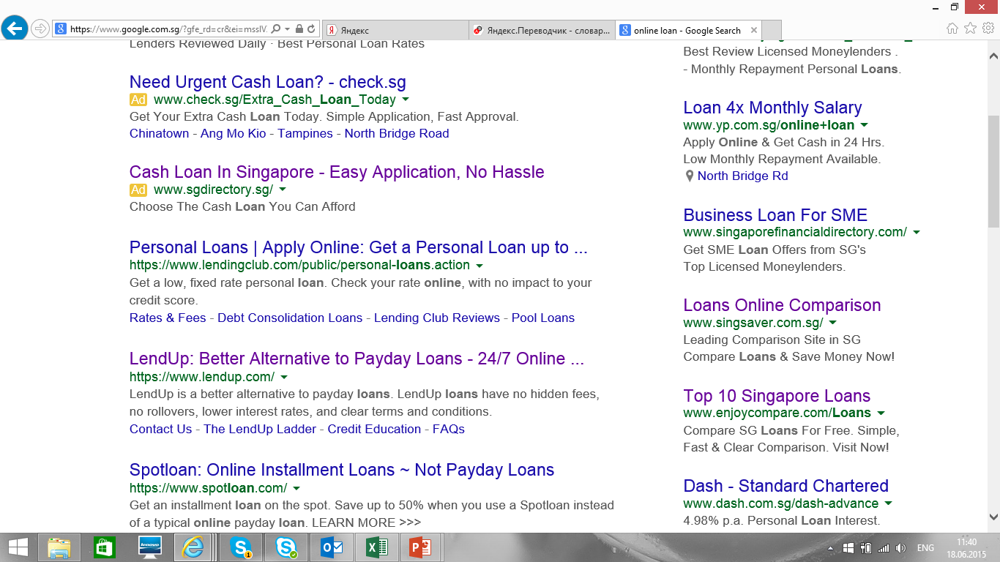 https://www.google.com.sg/?gfe_rd=cr&ei=mssIV
Яндекс
Яндекс.Переводчик - словар...
online loan - Google Search
Lenders Reviewed Daily · Best Personal Loan Rates
Need Urgent Cash Loan? - check.sg
Ad www.check.sg/Extra_Cash_Loan_Today
Get Your Extra Cash Loan Today. Simple Application, Fast Approval.
Chinatown - Ang Mo Kio - Tampines - North Bridge Road
Cash Loan In Singapore - Easy Application, No Hassle
Ad www.sgdirectory.sg/
Choose The Cash Loan You Can Afford
Personal Loans | Apply Online: Get a Personal Loan up to ...
https://www.lendingclub.com/public/personal-loans.action
Get a low, fixed rate personal loan. Check your rate online, with no impact to your
credit score.
Rates & Fees - Debt Consolidation Loans - Lending Club Reviews - Pool Loans
LendUp: Better Alternative to Payday Loans - 24/7 Online ...
https://www.lendup.com/
LendUp is a better alternative to payday loans. LendUp loans have no hidden fees,
no rollovers, lower interest rates, and clear terms and conditions.
Contact Us - The LendUp Ladder - Credit Education - FAQs
Spotloan: Online Installment Loans ~ Not Payday Loans
https://www.spotloan.com/
Get an installment loan on the spot. Save up to 50% when you use a Spotloan instead
of a typical online payday loan. LEARN MORE >>>
Best Review Licensed Moneylenders .
- Monthly Repayment Personal Loans.
Loan 4x Monthly Salary
www.yp.com.sg/online+loan
Apply Online & Get Cash in 24 Hrs.
Low Monthly Repayment Available.
North Bridge Rd
Business Loan For SME
www.singaporefinancialdirectory.com/
Get SME Loan Offers from SG's
Top Licensed Moneylenders.
Loans Online Comparison
www.singsaver.com.sg/
Leading Comparison Site in SG
Compare Loans & Save Money Now!
Top 10 Singapore Loans
www.enjoycompare.com/Loans
Compare SG Loans For Free. Simple,
Fast & Clear Comparison. Visit Now!
Dash - Standard Chartered
www.dash.com.sg/dash-advance
4.98% p.a. Personal Loan Interest.
lenovo
1
ENG
11:40
18.06.2015